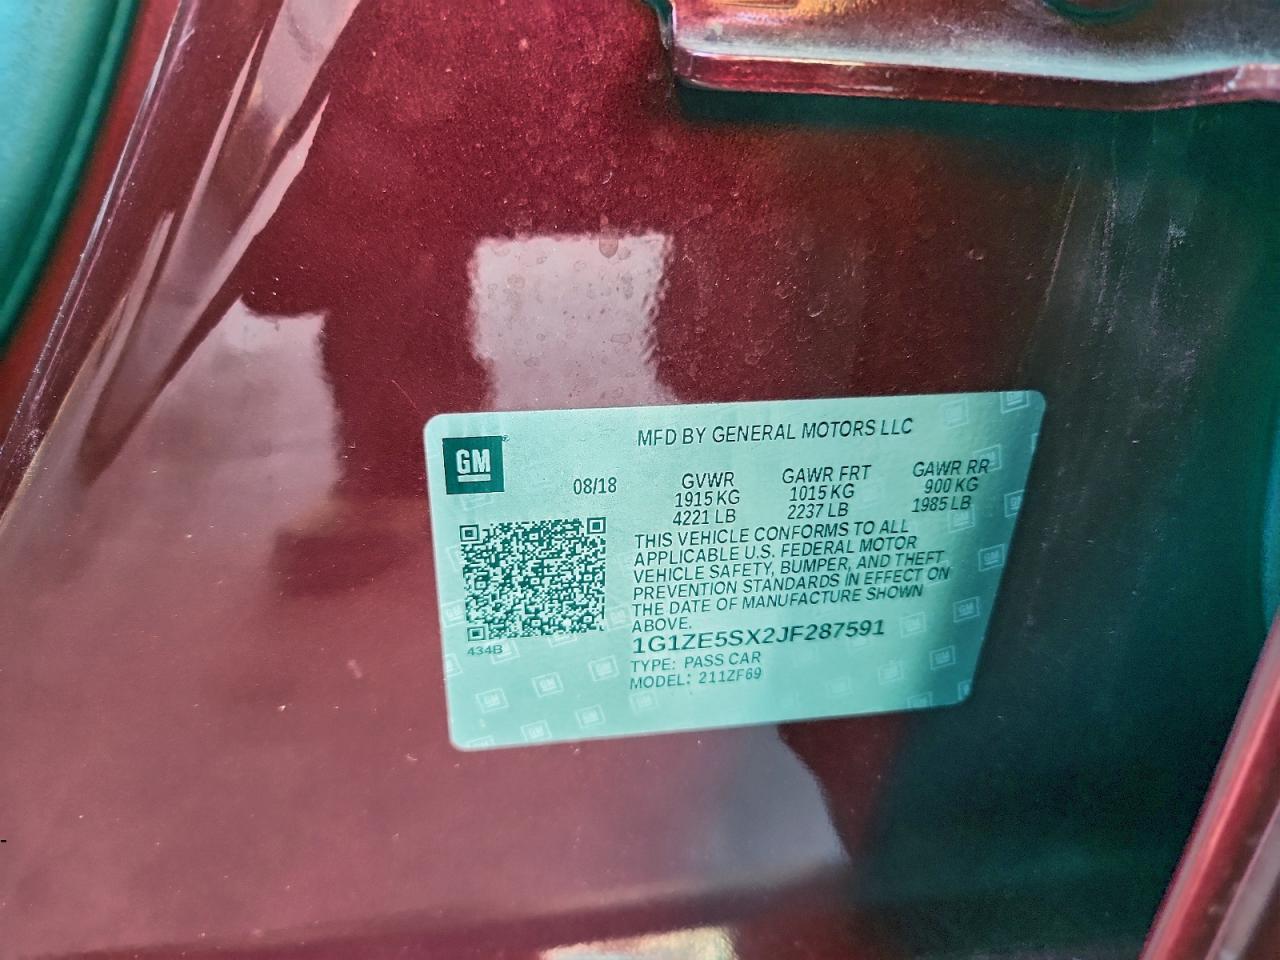 MFD BY GENERAL MOTORS LLC
GM
08/18
GVWR GAWR FRT GAWR RR
1915 KG 1015 KG 900 KG
4221 LB 2237 LB 1985 LB
THIS VEHICLE CONFORMS TO ALL
APPLICABLE U.S. FEDERAL MOTOR
VEHICLE SAFETY, BUMPER, AND THEFT
PREVENTION STANDARDS IN EFFECT ON
THE DATE OF MANUFACTURE SHOWN
ABOVE.
434B
1G1ZE5SX2JF287591
TYPE: PASS CAR
MODEL: 211ZF69